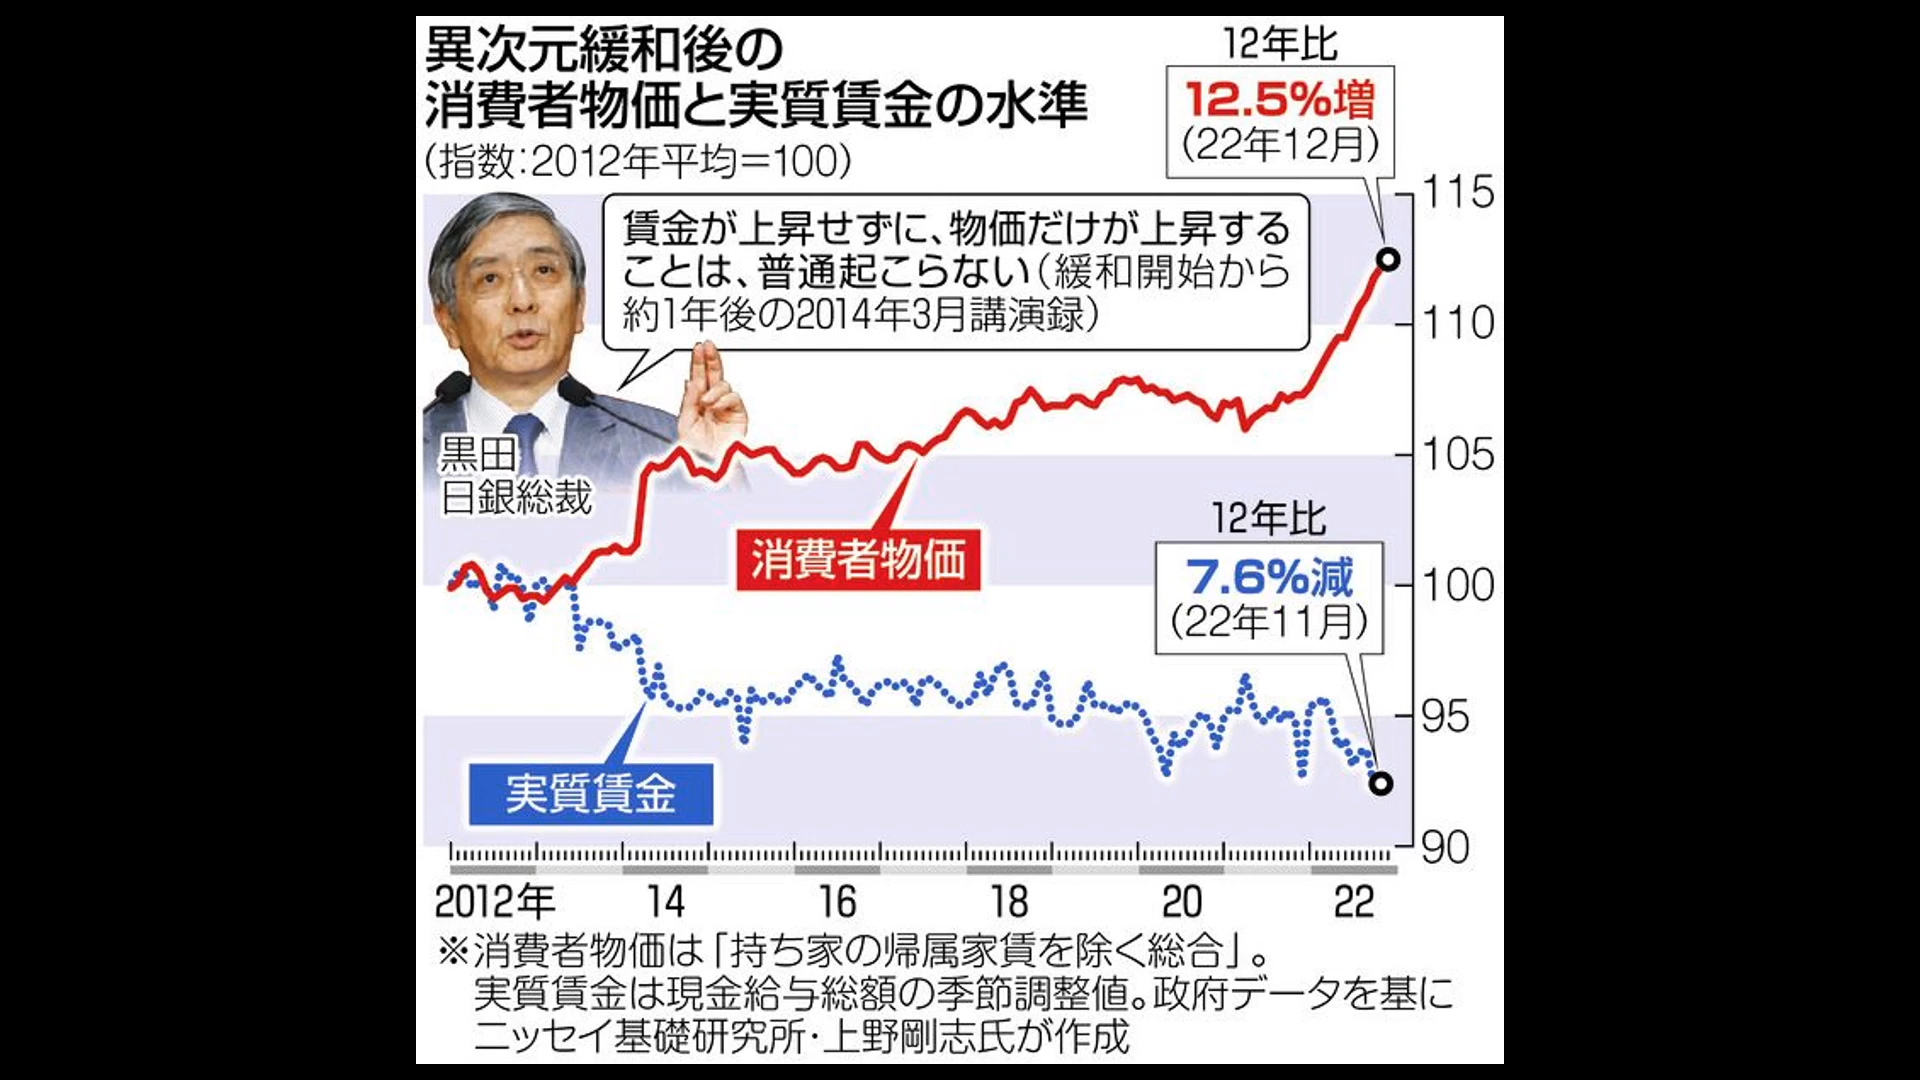 異次元緩和後の
消費者物価と実質賃金の水準
（指数：2012年平均＝100）
12年比
12.5%増
（22年12月）
賃金が上昇せずに、物価だけが上昇する
ことは、普通起こらない（緩和開始から
約1年後の2014年3月講演録）
黒田
日銀総裁
消費者物価
12年比
7.6%減
（22年11月）
実質賃金
115
110
105
100
95
90
2012年 14 16 18 20 22
※消費者物価は「持ち家の帰属家賃を除く総合」。
実質賃金は現金給与総額の季節調整値。政府データを基に
ニッセイ基礎研究所・上野剛志氏が作成